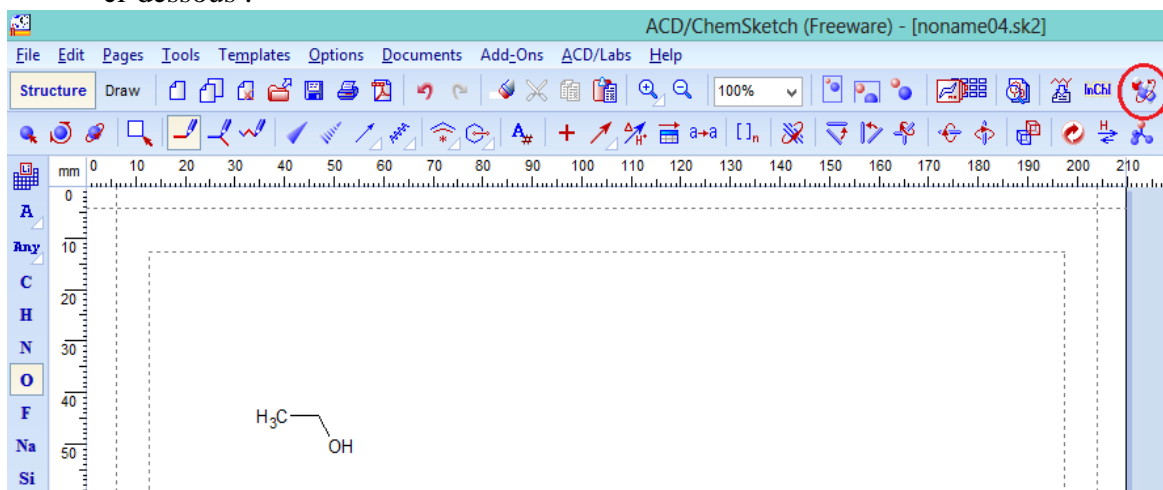 ci-dessous :
ACD/ChemSketch (Freeware) - [noname04.sk2]
File Edit Pages Tools Templates Options Documents Add-Ons ACD/Labs Help
Structure Draw 100% InChI
A# H a→a []n H
mm 0 10 20 30 40 50 60 70 80 90 100 110 120 130 140 150 160 170 180 190 200 210
0
A
Any 10
C
20
H
N 30
O
40
F
H3C
OH
Na 50
Si